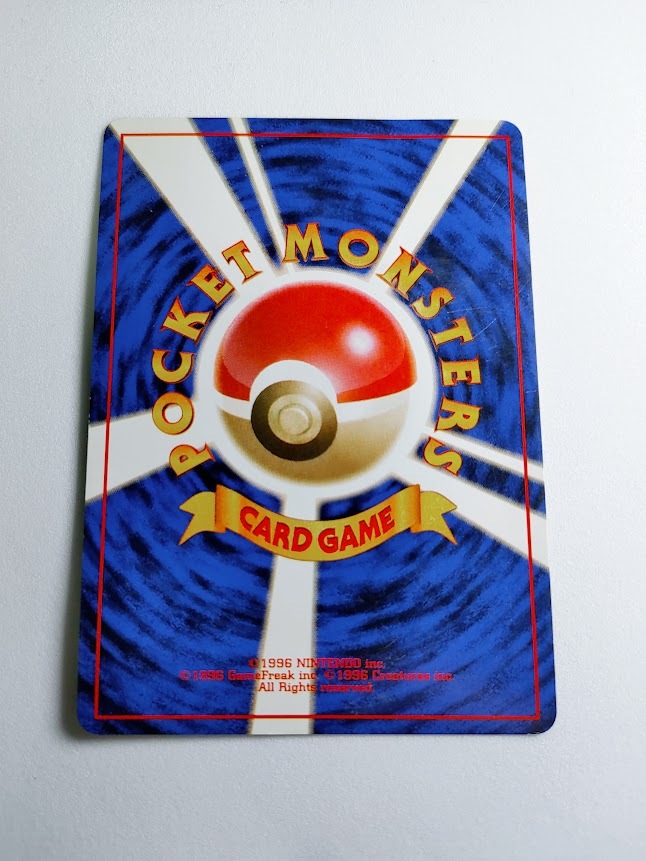 POCKET MONSTERS
CARD GAME
©1996 NINTENDO inc.
©1996 GameFreak inc. ©1996 Creatures inc.
All Rights reserved.